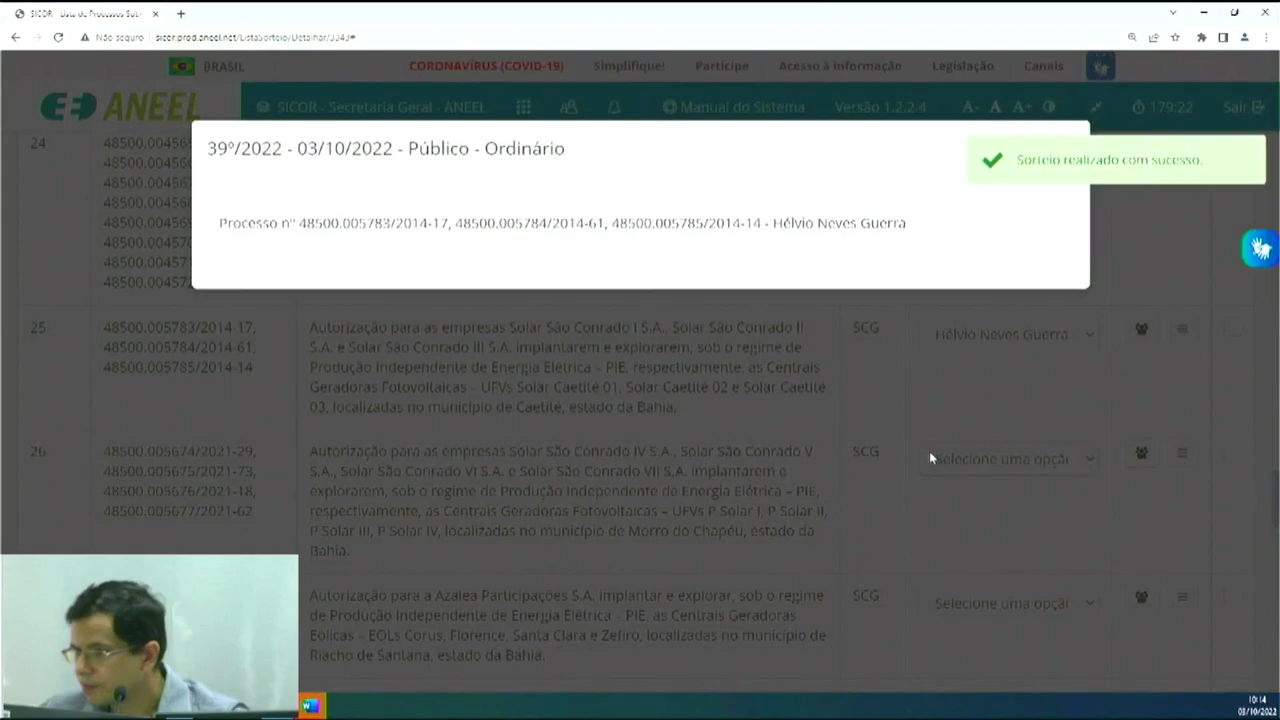 SICOR - Lista de Processos Sor
Não seguro
sicor.prod.aneel.net/ListaSorteio/Detalhar/3343#
BRASIL
CORONAVÍRUS (COVID-19)
Simplifique!
Participe
Acesso à Informação
Legislação
Canais
ANEEL
SICOR - Secretaria Geral - ANEEL
Manual do Sistema
Versão 1.2.2.4
A- A A+
179:22
Sair
39º/2022 - 03/10/2022 - Público - Ordinário
Sorteio realizado com sucesso.
Processo nº 48500.005783/2014-17, 48500.005784/2014-61, 48500.005785/2014-14 - Hélvio Neves Guerra
24
25
48500.005783/2014-17,
48500.005784/2014-61,
48500.005785/2014-14
Autorização para as empresas Solar São Conrado I S.A., Solar São Conrado II
S.A. e Solar São Conrado III S.A. implantarem e explorarem, sob o regime de
Produção Independente de Energia Elétrica – PIE, respectivamente, as Centrais
Geradoras Fotovoltaicas – UFVs Solar Caetité 01, Solar Caetité 02 e Solar Caetité
03, localizadas no município de Caetité, estado da Bahia.
SCG
Hélvio Neves Guerra
26
48500.005674/2021-29,
48500.005675/2021-73,
48500.005676/2021-18,
48500.005677/2021-62
Autorização para as empresas Solar São Conrado IV S.A., Solar São Conrado V
S.A., Solar São Conrado VI S.A. e Solar São Conrado VII S.A. implantarem e
explorarem, sob o regime de Produção Independente de Energia Elétrica – PIE,
respectivamente, as Centrais Geradoras Fotovoltaicas – UFVs P Solar I, P Solar II,
P Solar III, P Solar IV, localizadas no município de Morro do Chapéu, estado da
Bahia.
SCG
Selecione uma opçã
Autorização para a Azalea Participações S.A. implantar e explorar, sob o regime
de Produção Independente de Energia Elétrica – PIE, as Centrais Geradoras
Eólicas – EOLs Corus, Florence, Santa Clara e Zefiro, localizadas no município de
Riacho de Santana, estado da Bahia.
SCG
Selecione uma opçã
10:14
03/10/2022